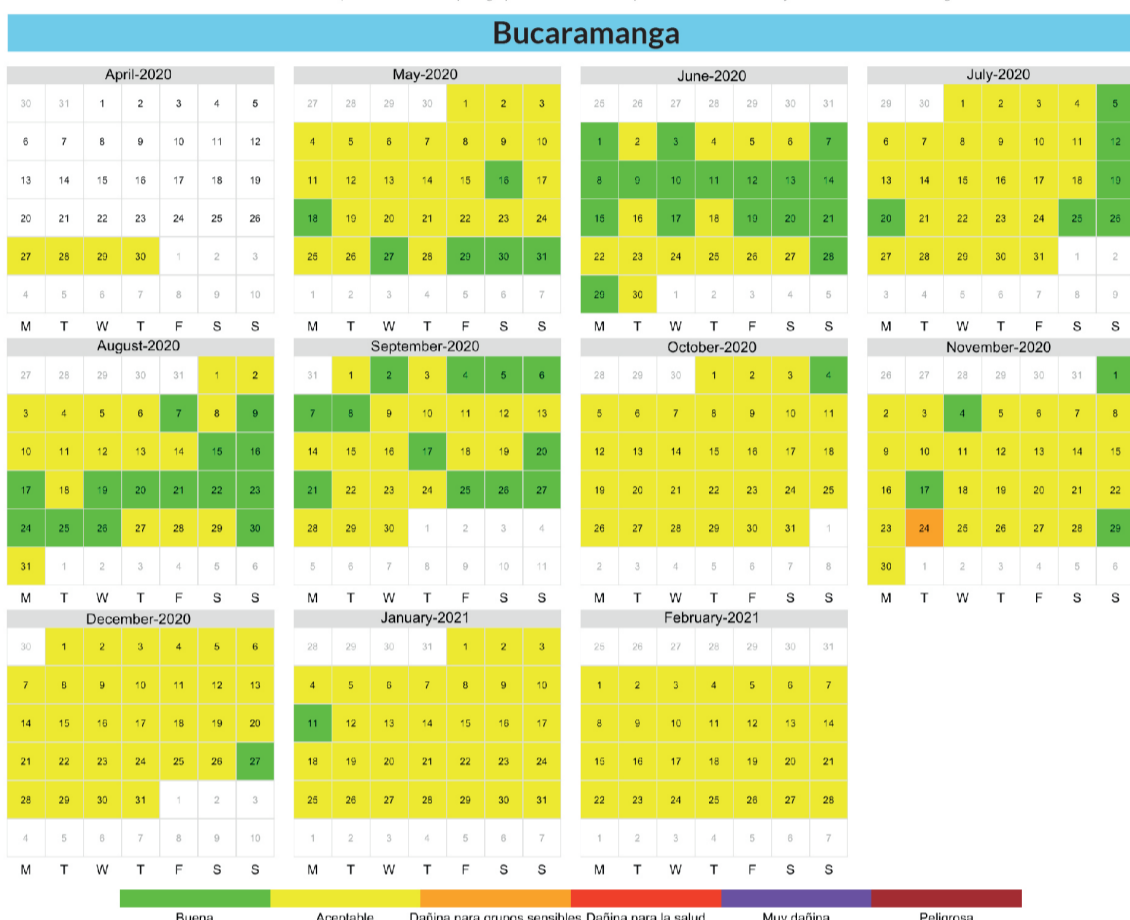 Bucaramanga
April-2020
30 31 1 2 3 4 5
6 7 8 9 10 11 12
13 14 15 16 17 18 19
20 21 22 23 24 25 26
27 28 29 30 1 2 3
4 5 6 7 8 9 10
M T W T F S S
May-2020
27 28 29 30 1 2 3
4 5 6 7 8 9 10
11 12 13 14 15 16 17
18 19 20 21 22 23 24
25 26 27 28 29 30 31
1 2 3 4 5 6 7
M T W T F S S
June-2020
25 26 27 28 29 30 31
1 2 3 4 5 6 7
8 9 10 11 12 13 14
15 16 17 18 19 20 21
22 23 24 25 26 27 28
29 30 1 2 3 4 5
M T W T F S S
July-2020
29 30 1 2 3 4 5
6 7 8 9 10 11 12
13 14 15 16 17 18 19
20 21 22 23 24 25 26
27 28 29 30 31 1 2
3 4 5 6 7 8 9
M T W T F S S
August-2020
27 28 29 30 31 1 2
3 4 5 6 7 8 9
10 11 12 13 14 15 16
17 18 19 20 21 22 23
24 25 26 27 28 29 30
31 1 2 3 4 5 6
M T W T F S S
September-2020
31 1 2 3 4 5 6
7 8 9 10 11 12 13
14 15 16 17 18 19 20
21 22 23 24 25 26 27
28 29 30 1 2 3 4
5 6 7 8 9 10 11
M T W T F S S
October-2020
28 29 30 1 2 3 4
5 6 7 8 9 10 11
12 13 14 15 16 17 18
19 20 21 22 23 24 25
26 27 28 29 30 31 1
2 3 4 5 6 7 8
M T W T F S S
November-2020
26 27 28 29 30 31 1
2 3 4 5 6 7 8
9 10 11 12 13 14 15
16 17 18 19 20 21 22
23 24 25 26 27 28 29
30 1 2 3 4 5 6
M T W T F S S
December-2020
30 1 2 3 4 5 6
7 8 9 10 11 12 13
14 15 16 17 18 19 20
21 22 23 24 25 26 27
28 29 30 31 1 2 3
4 5 6 7 8 9 10
M T W T F S S
January-2021
28 29 30 31 1 2 3
4 5 6 7 8 9 10
11 12 13 14 15 16 17
18 19 20 21 22 23 24
25 26 27 28 29 30 31
1 2 3 4 5 6 7
M T W T F S S
February-2021
25 26 27 28 29 30 31
1 2 3 4 5 6 7
8 9 10 11 12 13 14
15 16 17 18 19 20 21
22 23 24 25 26 27 28
1 2 3 4 5 6 7
M T W T F S S
Buena Aceptable Dañina para grupos sensibles Dañina para la salud Muy dañina Peligrosa